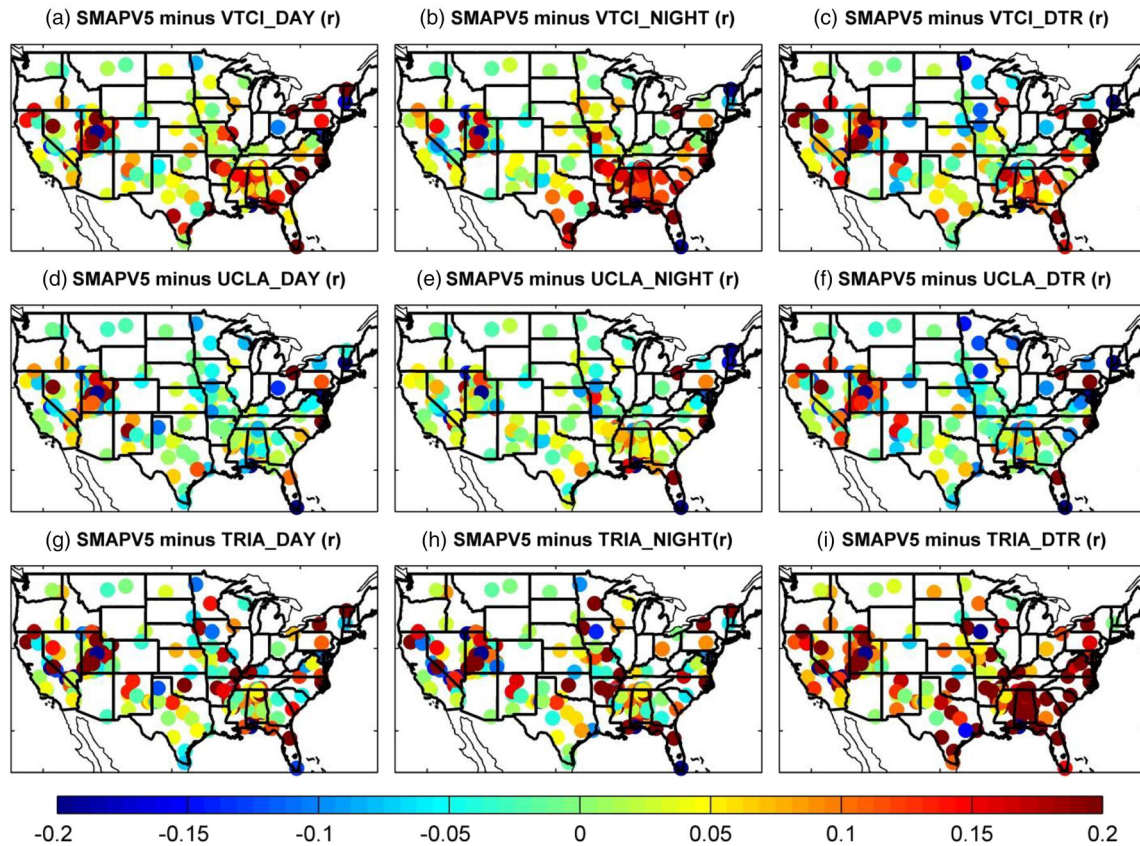 (a) SMAPV5 minus VTCI_DAY (r)
(b) SMAPV5 minus VTCI_NIGHT (r)
(c) SMAPV5 minus VTCI_DTR (r)
(d) SMAPV5 minus UCLA_DAY (r)
(e) SMAPV5 minus UCLA_NIGHT (r)
(f) SMAPV5 minus UCLA_DTR (r)
(g) SMAPV5 minus TRIA_DAY (r)
(h) SMAPV5 minus TRIA_NIGHT(r)
(i) SMAPV5 minus TRIA_DTR (r)
-0.2 -0.15 -0.1 -0.05 0 0.05 0.1 0.15 0.2